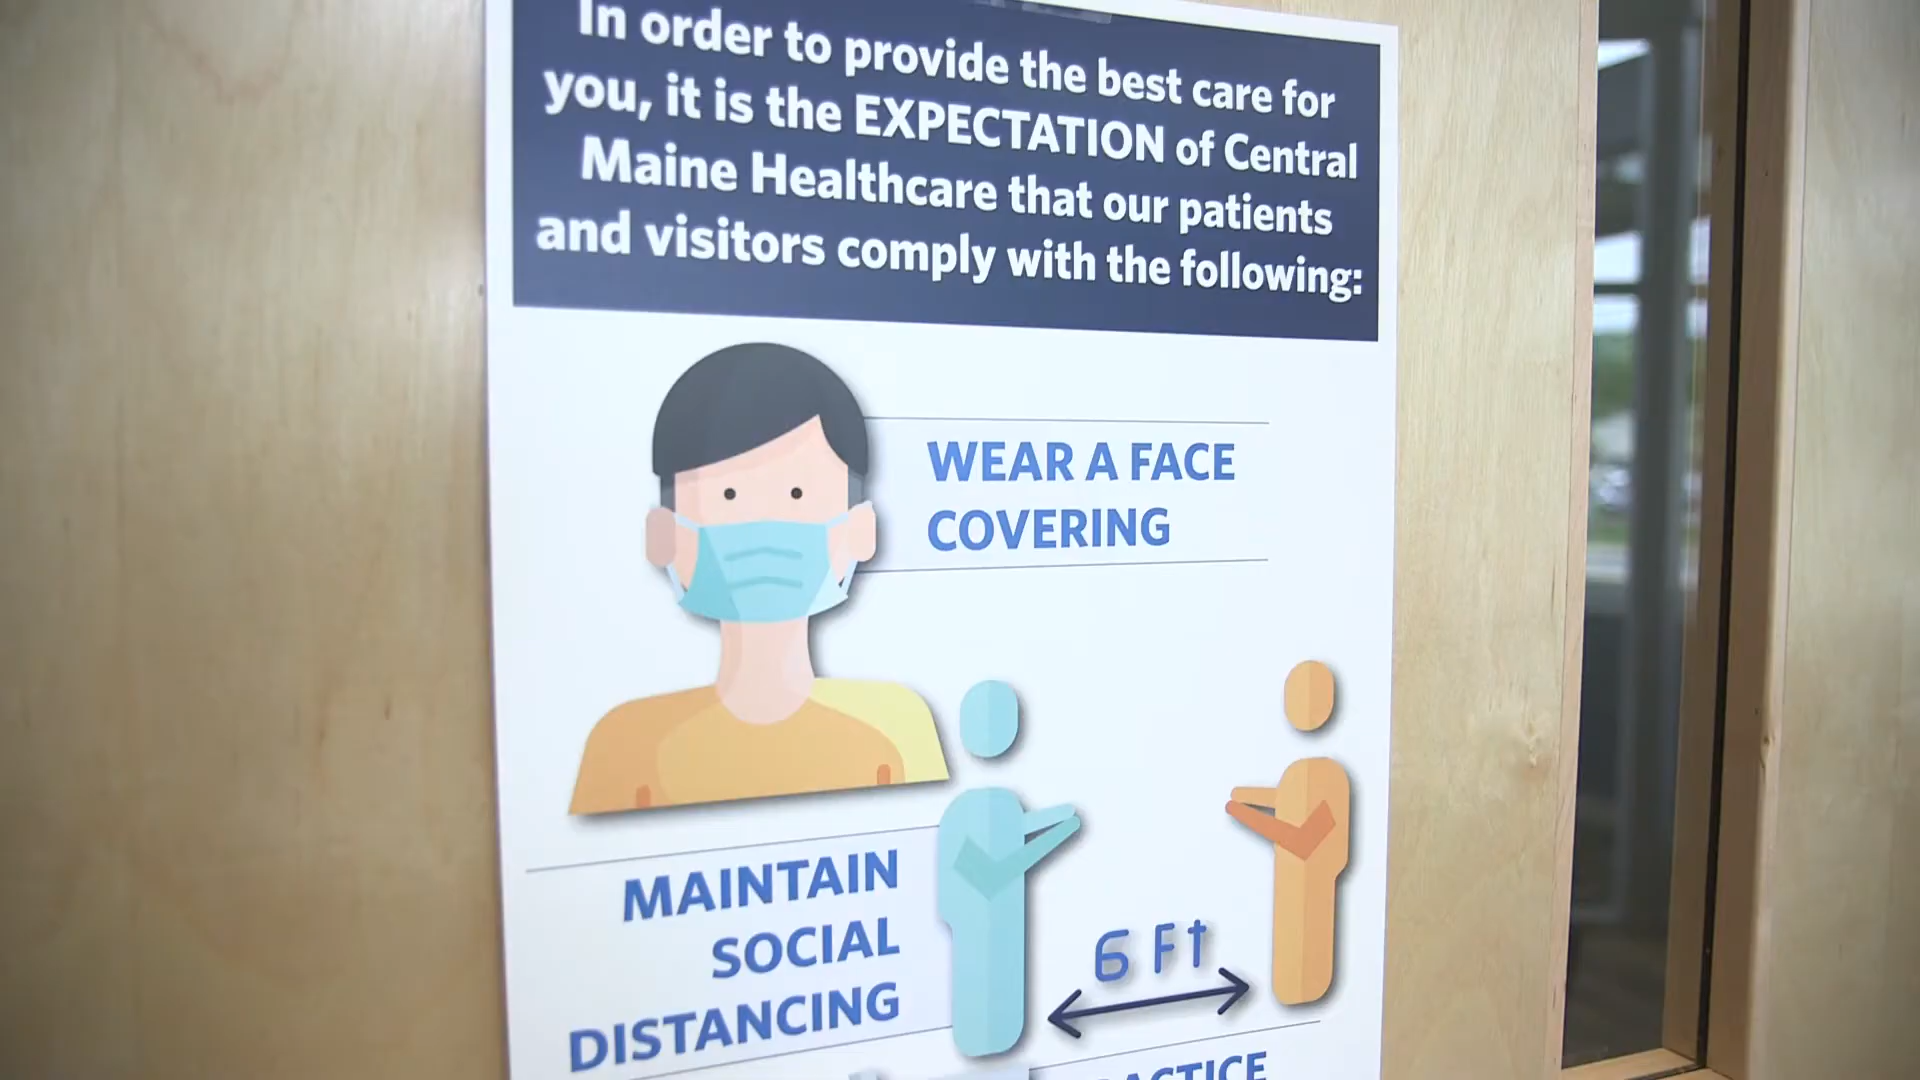 In order to provide the best care for
you, it is the EXPECTATION of Central
Maine Healthcare that our patients
and visitors comply with the following:
WEAR A FACE
COVERING
MAINTAIN
SOCIAL
DISTANCING
6 Ft